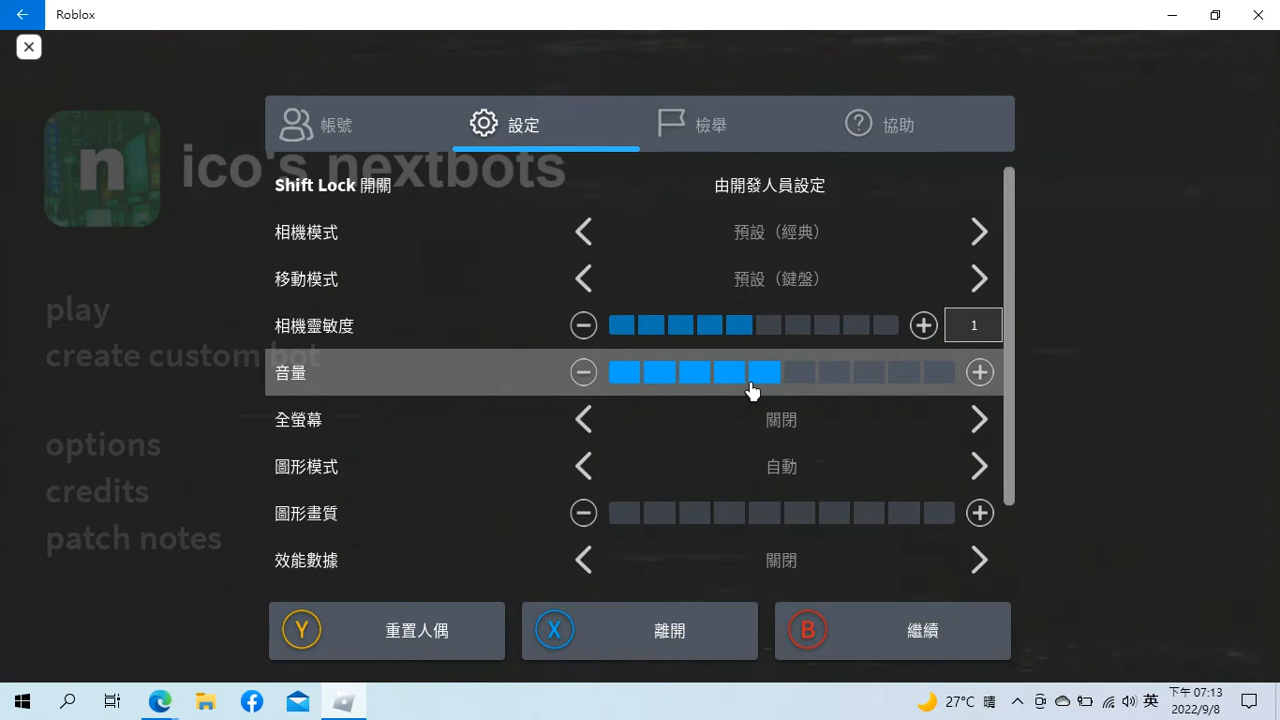 Roblox
帳號
設定
檢舉
協助
n ico's nextbots
Shift Lock 開關
由開發人員設定
相機模式
預設（經典）
移動模式
預設（鍵盤）
相機靈敏度
1
音量
全螢幕
關閉
圖形模式
自動
圖形畫質
效能數據
關閉
play
create custom bot
options
credits
patch notes
Y 重置人偶
X 離開
B 繼續
27°C 晴
英
下午 07:13
2022/9/8